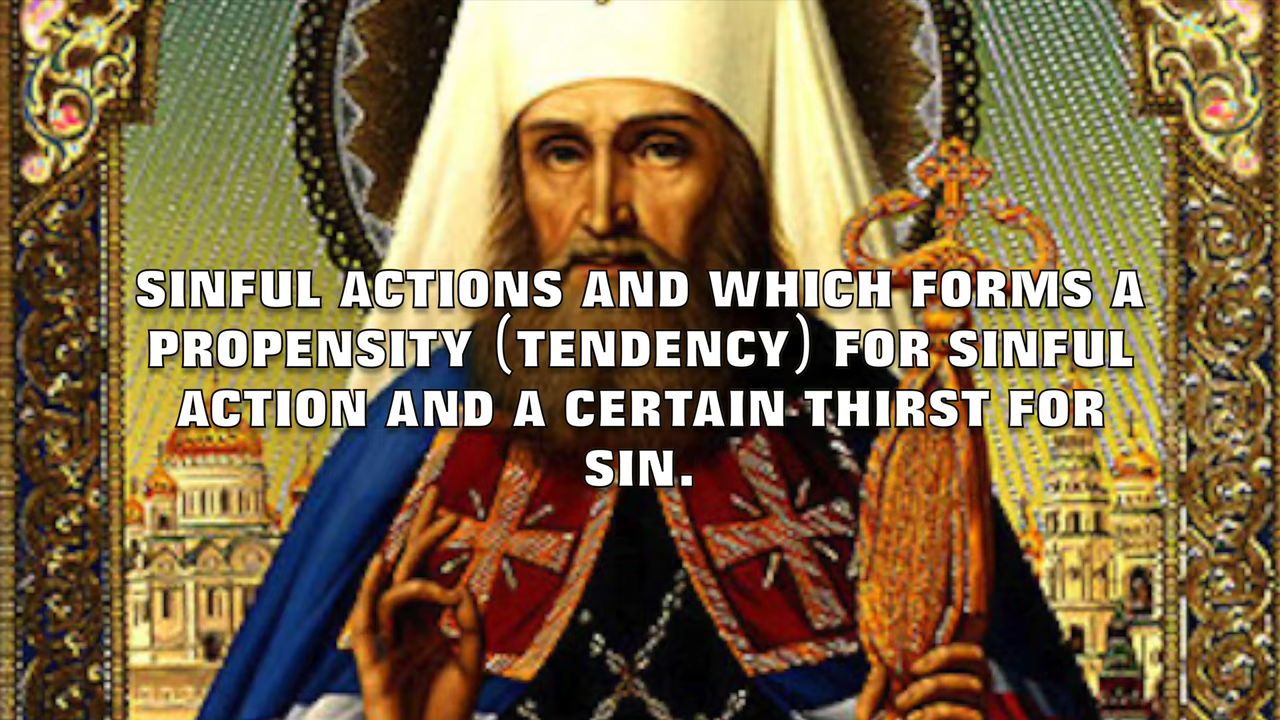 SINFUL ACTIONS AND WHICH FORMS A
PROPENSITY (TENDENCY) FOR SINFUL
ACTION AND A CERTAIN THIRST FOR
SIN.